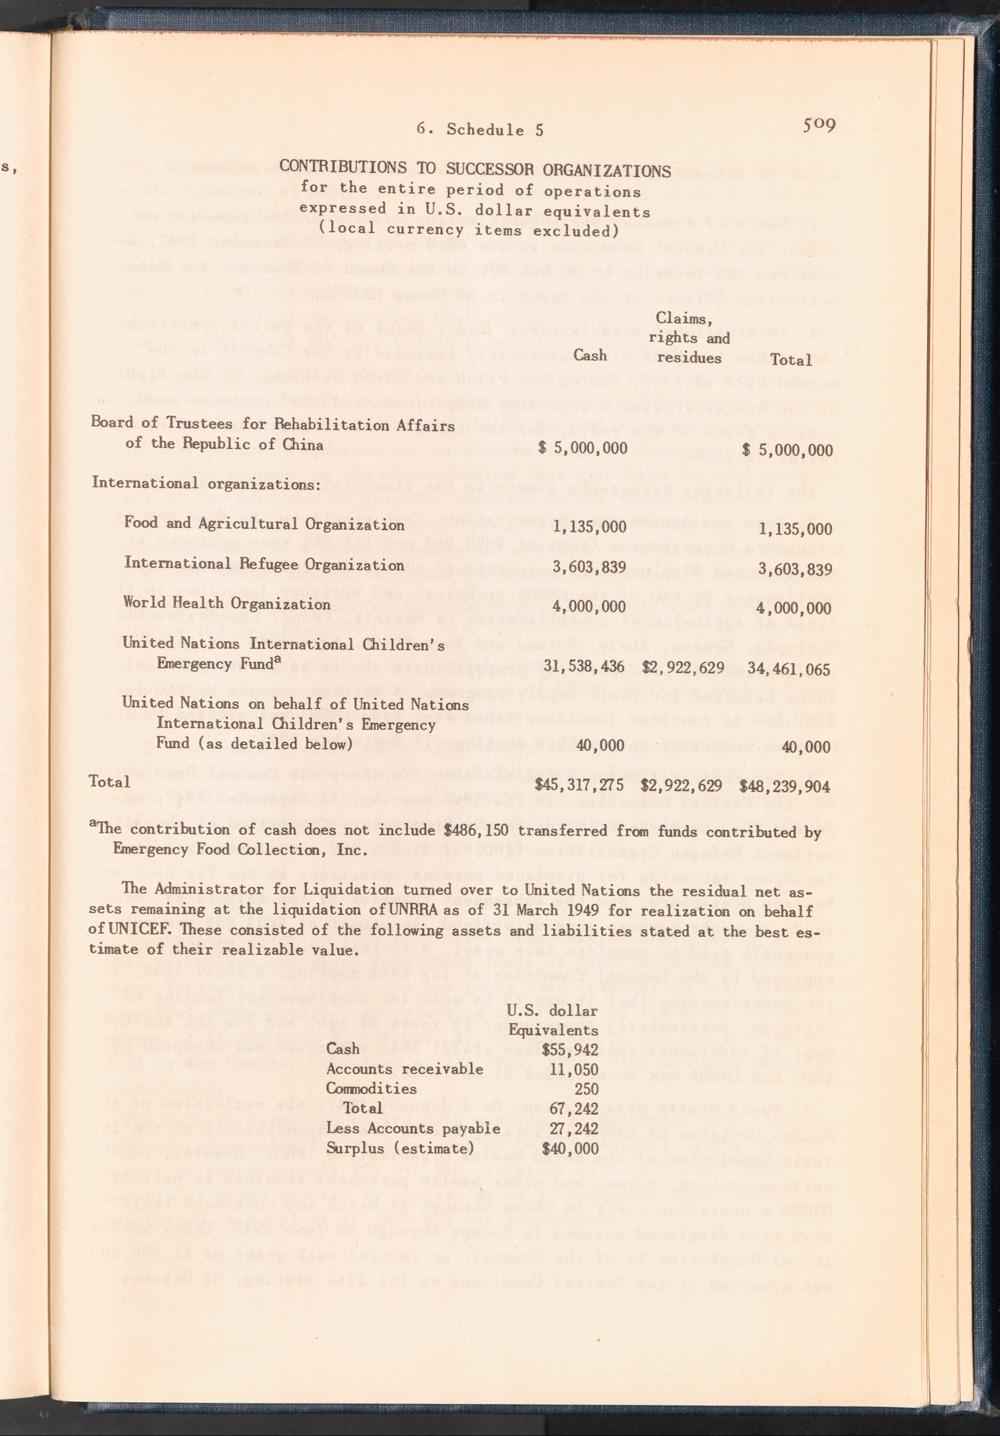 s,
6. Schedule 5 509
CONTRIBUTIONS TO SUCCESSOR ORGANIZATIONS
for the entire period of operations
expressed in U.S. dollar equivalents
(local currency items excluded)
Claims,
rights and
Cash residues Total
Board of Trustees for Rehabilitation Affairs
of the Republic of China $ 5,000,000 $ 5,000,000
International organizations:
Food and Agricultural Organization 1,135,000 1,135,000
International Refugee Organization 3,603,839 3,603,839
World Health Organization 4,000,000 4,000,000
United Nations International Children's
Emergency Fundᵃ 31,538,436 $2,922,629 34,461,065
United Nations on behalf of United Nations
International Children's Emergency
Fund (as detailed below) 40,000 40,000
Total $45,317,275 $2,922,629 $48,239,904
ᵃThe contribution of cash does not include $486,150 transferred from funds contributed by
Emergency Food Collection, Inc.
The Administrator for Liquidation turned over to United Nations the residual net as-
sets remaining at the liquidation of UNRRA as of 31 March 1949 for realization on behalf
of UNICEF. These consisted of the following assets and liabilities stated at the best es-
timate of their realizable value.
U.S. dollar
Equivalents
Cash $55,942
Accounts receivable 11,050
Commodities 250
Total 67,242
Less Accounts payable 27,242
Surplus (estimate) $40,000